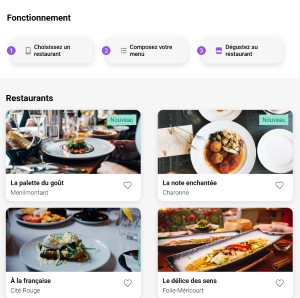 Fonctionnement
1 Choisissez un
restaurant
2 Composez votre
menu
3 Dégustez au
restaurant
Restaurants
Nouveau
La palette du goût
Ménilmontant
Nouveau
La note enchantée
Charonne
À la française
Cité Rouge
Le délice des sens
Folie-Méricourt